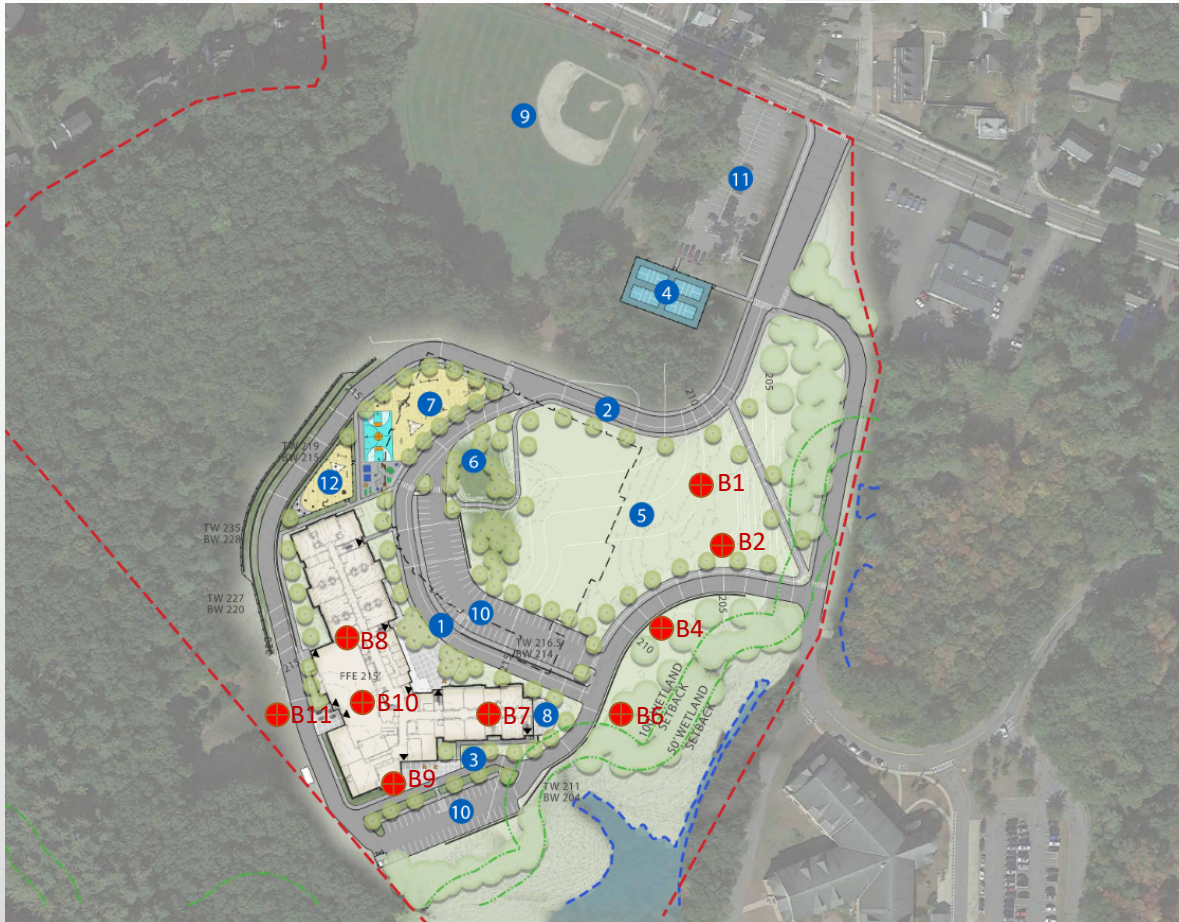 9
11
4
205
215
7
2
210
TW 219
BW 215
6
12
B1
5
TW 235
BW 228
B2
TW 227
BW 220
205
10
1
B4
B8
TW 216.5
BW 214
210
215
FFE 215
B10
B11
B7
8
B6
100' WETLAND
SETBACK
50' WETLAND
SETBACK
3
B9
TW 211
BW 204
10